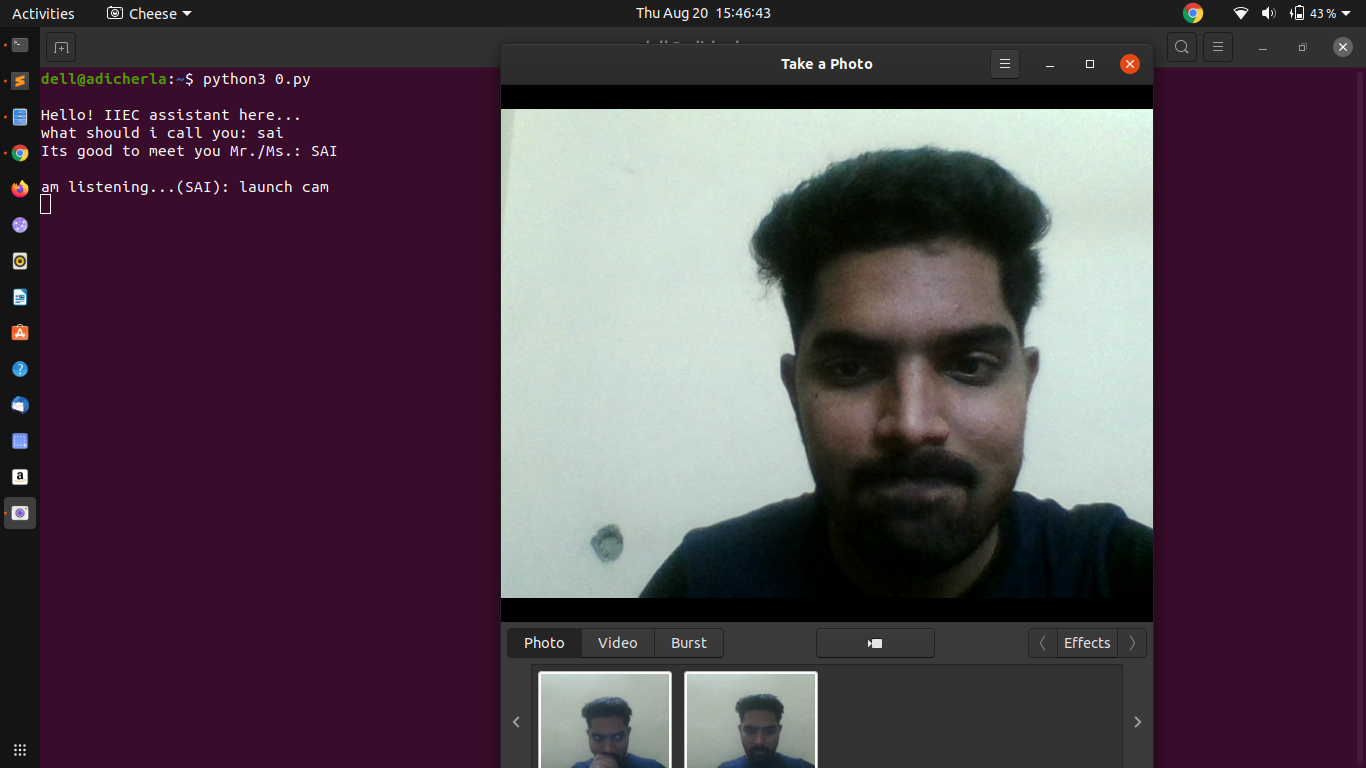 Activities Cheese Thu Aug 20 15:46:43 43 %
dell@adicherla:~$ python3 0.py
Hello! IIEC assistant here...
what should i call you: sai
Its good to meet you Mr./Ms.: SAI
am listening...(SAI): launch cam
Take a Photo
Photo Video Burst Effects